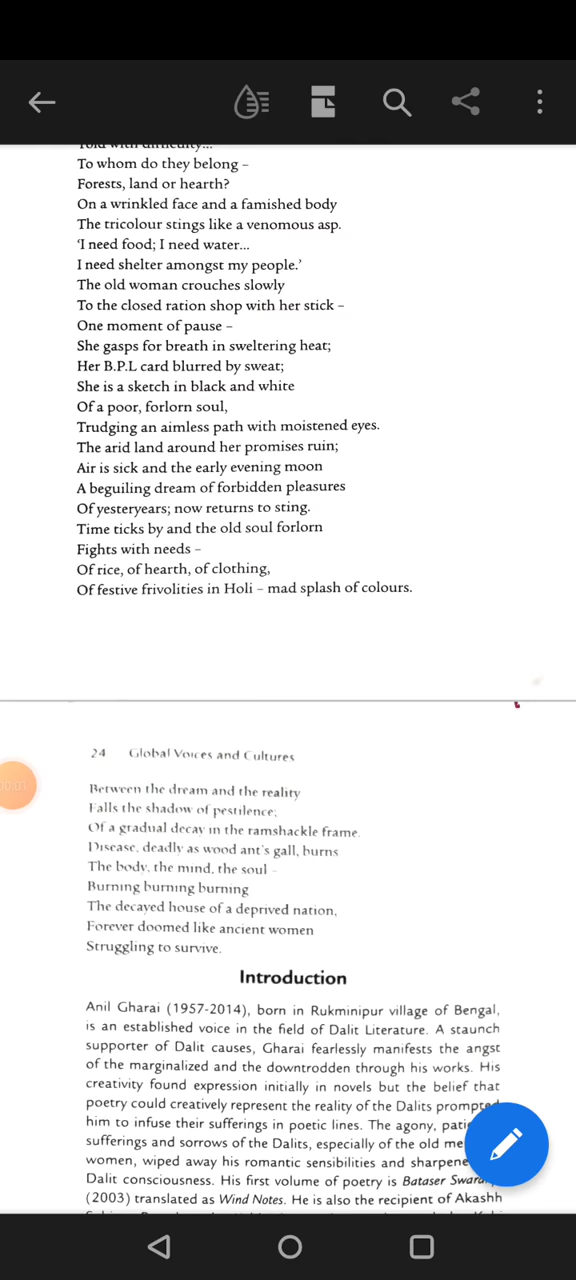 Told with difficulty...
To whom do they belong –
Forests, land or hearth?
On a wrinkled face and a famished body
The tricolour stings like a venomous asp.
'I need food; I need water...
I need shelter amongst my people.'
The old woman crouches slowly
To the closed ration shop with her stick –
One moment of pause –
She gasps for breath in sweltering heat;
Her B.P.L card blurred by sweat;
She is a sketch in black and white
Of a poor, forlorn soul,
Trudging an aimless path with moistened eyes.
The arid land around her promises ruin;
Air is sick and the early evening moon
A beguiling dream of forbidden pleasures
Of yesteryears; now returns to sting.
Time ticks by and the old soul forlorn
Fights with needs –
Of rice, of hearth, of clothing,
Of festive frivolities in Holi – mad splash of colours.
24 Global Voices and Cultures
00:01
Between the dream and the reality
Falls the shadow of pestilence;
Of a gradual decay in the ramshackle frame.
Disease, deadly as wood ant's gall, burns
The body, the mind, the soul –
Burning burning burning
The decayed house of a deprived nation,
Forever doomed like ancient women
Struggling to survive.
Introduction
Anil Gharai (1957-2014), born in Rukminipur village of Bengal,
is an established voice in the field of Dalit Literature. A staunch
supporter of Dalit causes, Gharai fearlessly manifests the angst
of the marginalized and the downtrodden through his works. His
creativity found expression initially in novels but the belief that
poetry could creatively represent the reality of the Dalits prompted
him to infuse their sufferings in poetic lines. The agony,
sufferings and sorrows of the Dalits, especially of the old
women, wiped away his romantic sensibilities and
Dalit consciousness. His first volume of poetry is Bataser
(2003) translated as Wind Notes. He is also the recipient of Akashh